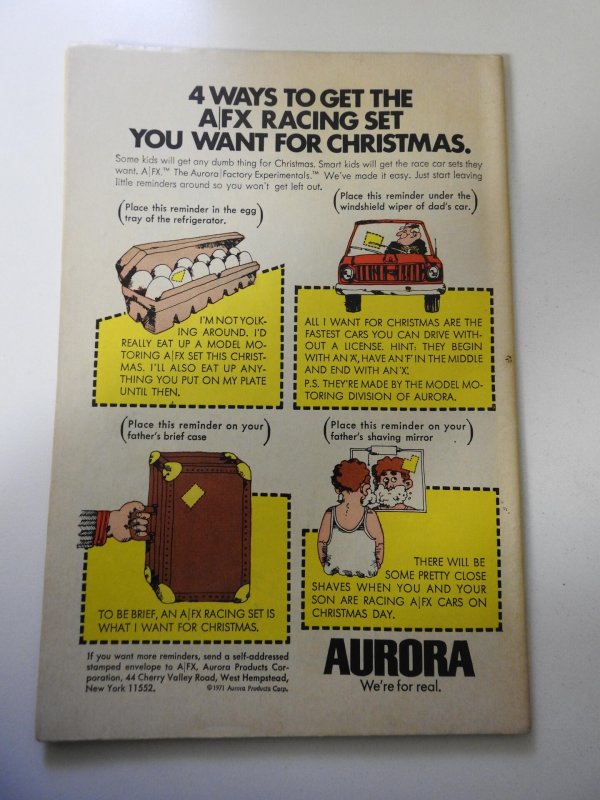 4 WAYS TO GET THE
A/FX RACING SET
YOU WANT FOR CHRISTMAS.
Some kids will get any dumb thing for Christmas. Smart kids will get the race car sets they
want. A/FX.™ The Aurora/Factory Experimentals.™ We've made it easy. Just start leaving
little reminders around so you won't get left out.
(Place this reminder in the egg
tray of the refrigerator.)
I'M NOT YOLK-
ING AROUND. I'D
REALLY EAT UP A MODEL MO-
TORING A/FX SET THIS CHRIST-
MAS. I'LL ALSO EAT UP ANY-
THING YOU PUT ON MY PLATE
UNTIL THEN.
(Place this reminder under the
windshield wiper of dad's car.)
ALL I WANT FOR CHRISTMAS ARE THE
FASTEST CARS YOU CAN DRIVE WITH-
OUT A LICENSE. HINT: THEY BEGIN
WITH AN 'A', HAVE AN 'F' IN THE MIDDLE
AND END WITH AN 'X'.
P.S. THEY'RE MADE BY THE MODEL MO-
TORING DIVISION OF AURORA.
(Place this reminder on your
father's brief case)
TO BE BRIEF, AN A/FX RACING SET IS
WHAT I WANT FOR CHRISTMAS.
(Place this reminder on your
father's shaving mirror)
THERE WILL BE
SOME PRETTY CLOSE
SHAVES WHEN YOU AND YOUR
SON ARE RACING A/FX CARS ON
CHRISTMAS DAY.
If you want more reminders, send a self-addressed
stamped envelope to A/FX, Aurora Products Cor-
poration, 44 Cherry Valley Road, West Hempstead,
New York 11552.
©1971 Aurora Products Corp.
AURORA
We're for real.